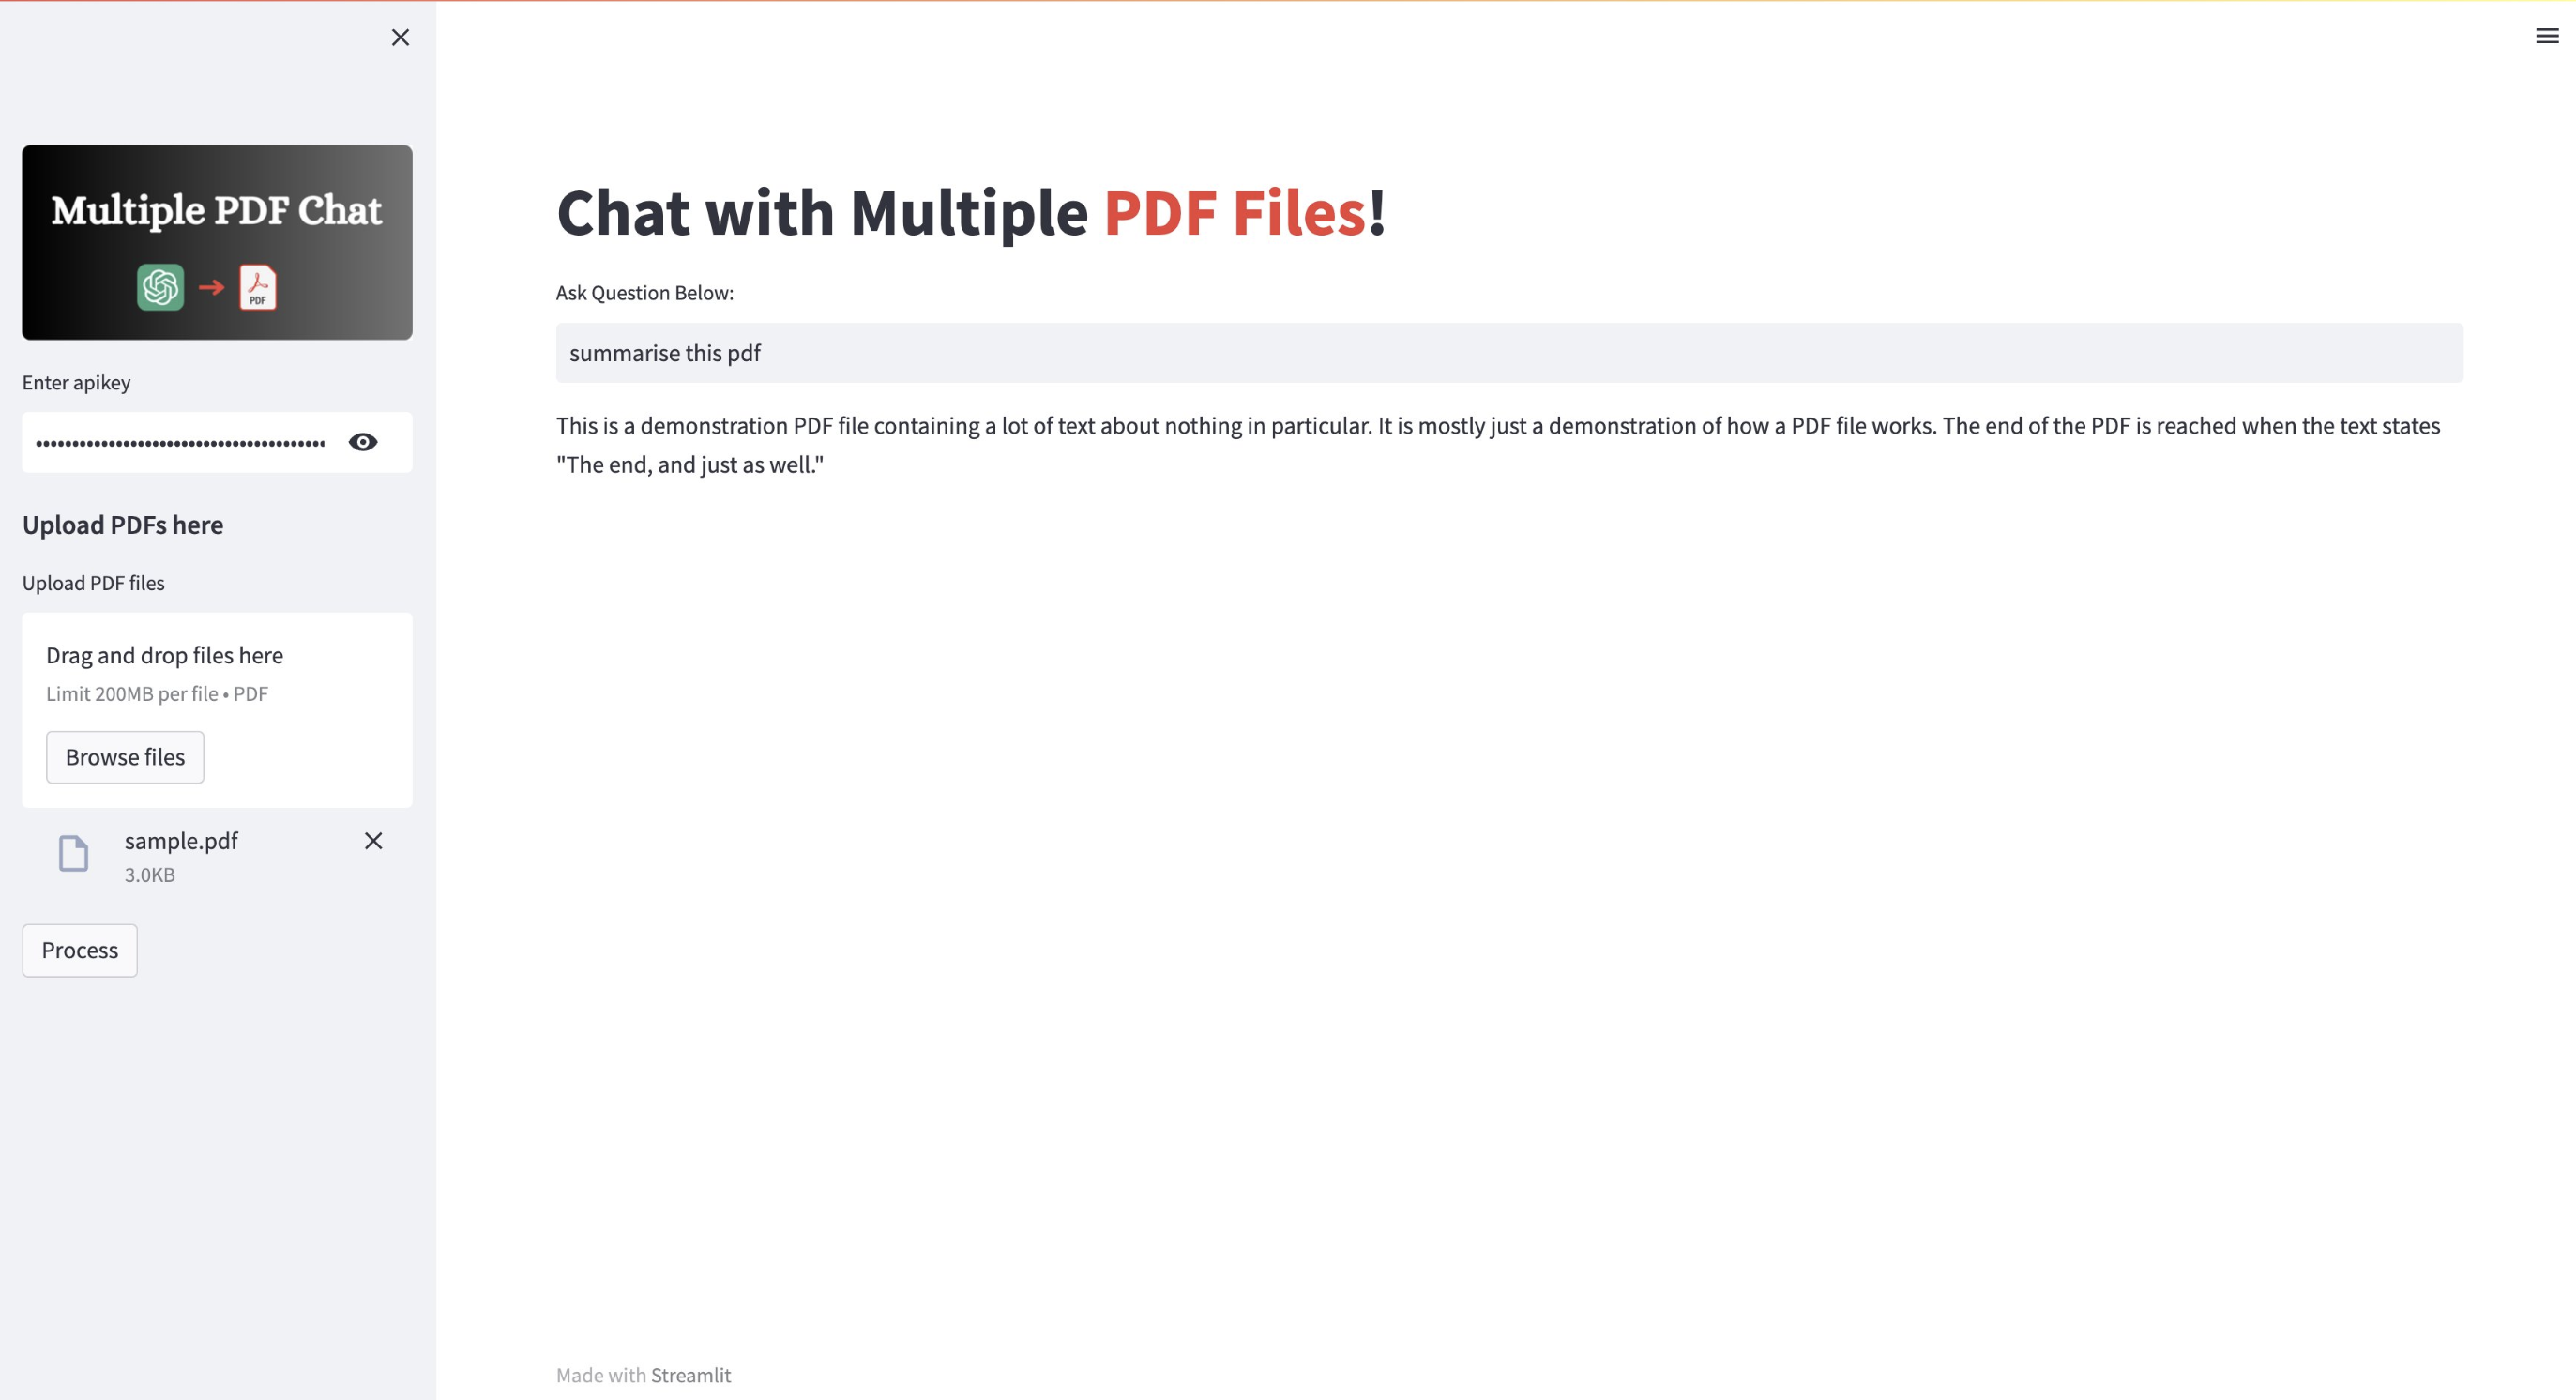 Multiple PDF Chat
PDF
Enter apikey
••••••••••••••••••••••••••••••••••••••••
Upload PDFs here
Upload PDF files
Drag and drop files here
Limit 200MB per file • PDF
Browse files
sample.pdf
3.0KB
Process
Chat with Multiple PDF Files!
Ask Question Below:
summarise this pdf
This is a demonstration PDF file containing a lot of text about nothing in particular. It is mostly just a demonstration of how a PDF file works. The end of the PDF is reached when the text states
"The end, and just as well."
Made with Streamlit